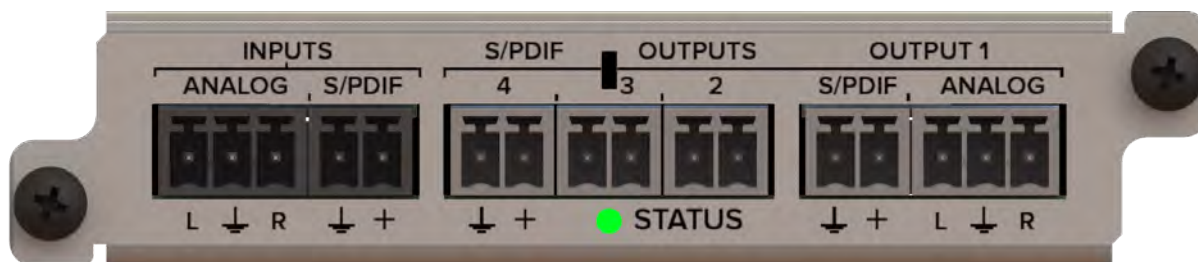 INPUTS S/PDIF OUTPUTS OUTPUT 1
ANALOG S/PDIF 4 3 2 S/PDIF ANALOG
L ⏚ R ⏚ + ⏚ + STATUS ⏚ + L ⏚ R